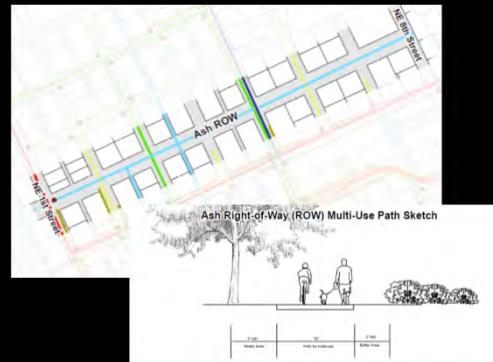 NE 8th Street
Ash ROW
NE 1st Street
Ash Right-of-Way (ROW) Multi-Use Path Sketch